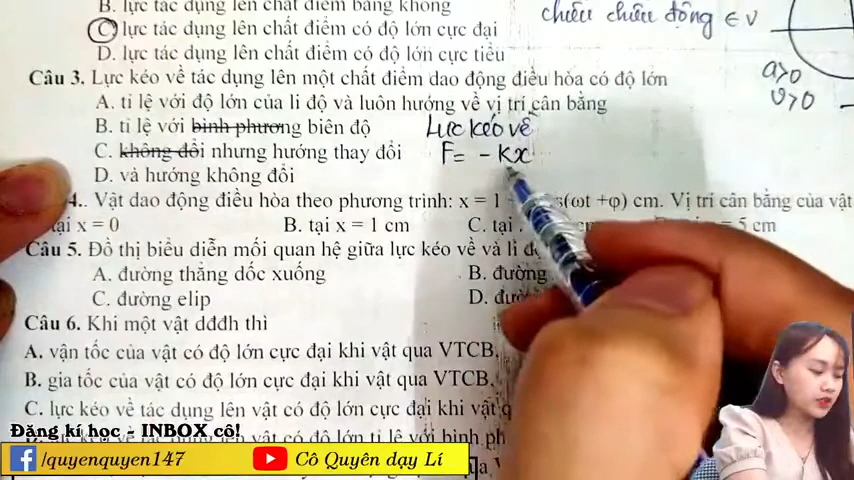 B. lực tác dụng lên chất điểm bằng không
C. lực tác dụng lên chất điểm có độ lớn cực đại
D. lực tác dụng lên chất điểm có độ lớn cực tiểu
chiều chiều động ∈ v
a>0
v>0
Câu 3. Lực kéo về tác dụng lên một chất điểm dao động điều hòa có độ lớn
A. tỉ lệ với độ lớn của li độ và luôn hướng về vị trí cân bằng
B. tỉ lệ với bình phương biên độ
Lực kéo về
C. không đổi nhưng hướng thay đổi
F = - Kx
D. và hướng không đổi
4.. Vật dao động điều hòa theo phương trình: x = 1 s(ωt +φ) cm. Vị trí cân bằng của vật
tại x = 0 B. tại x = 1 cm C. tại = 5 cm
Câu 5. Đồ thị biểu diễn mối quan hệ giữa lực kéo về và li
A. đường thẳng dốc xuống B. đường
C. đường elip D.
Câu 6. Khi một vật dđđh thì
A. vận tốc của vật có độ lớn cực đại khi vật qua VTCB.
B. gia tốc của vật có độ lớn cực đại khi vật qua VTCB.
C. lực kéo về tác dụng lên vật có độ lớn cực đại khi vật q
vật có độ lớn tỉ lệ với bình ph
Đăng kí học - INBOX cô!
/quyenquyen147
Cô Quyên dạy Lí